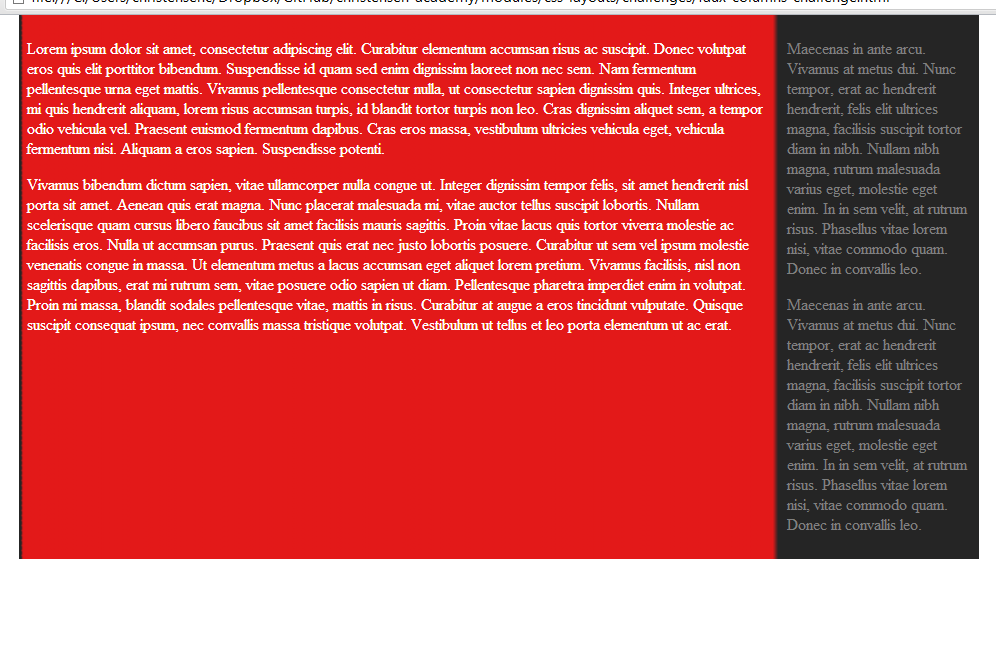 file:///C:/Users/christensenc/Dropbox/GitHub/christensen-academy/modules/css-layouts/challenges/faux-columns-challenge.html
Lorem ipsum dolor sit amet, consectetur adipiscing elit. Curabitur elementum accumsan risus ac suscipit. Donec volutpat
eros quis elit porttitor bibendum. Suspendisse id quam sed enim dignissim laoreet non nec sem. Nam fermentum
pellentesque urna eget mattis. Vivamus pellentesque consectetur nulla, ut consectetur sapien dignissim quis. Integer ultrices,
mi quis hendrerit aliquam, lorem risus accumsan turpis, id blandit tortor turpis non leo. Cras dignissim aliquet sem, a tempor
odio vehicula vel. Praesent euismod fermentum dapibus. Cras eros massa, vestibulum ultricies vehicula eget, vehicula
fermentum nisi. Aliquam a eros sapien. Suspendisse potenti.
Vivamus bibendum dictum sapien, vitae ullamcorper nulla congue ut. Integer dignissim tempor felis, sit amet hendrerit nisl
porta sit amet. Aenean quis erat magna. Nunc placerat malesuada mi, vitae auctor tellus suscipit lobortis. Nullam
scelerisque quam cursus libero faucibus sit amet facilisis mauris sagittis. Proin vitae lacus quis tortor viverra molestie ac
facilisis eros. Nulla ut accumsan purus. Praesent quis erat nec justo lobortis posuere. Curabitur ut sem vel ipsum molestie
venenatis congue in massa. Ut elementum metus a lacus accumsan eget aliquet lorem pretium. Vivamus facilisis, nisl non
sagittis dapibus, erat mi rutrum sem, vitae posuere odio sapien ut diam. Pellentesque pharetra imperdiet enim in volutpat.
Proin mi massa, blandit sodales pellentesque vitae, mattis in risus. Curabitur at augue a eros tincidunt vulputate. Quisque
suscipit consequat ipsum, nec convallis massa tristique volutpat. Vestibulum ut tellus et leo porta elementum ut ac erat.
Maecenas in ante arcu.
Vivamus at metus dui. Nunc
tempor, erat ac hendrerit
hendrerit, felis elit ultrices
magna, facilisis suscipit tortor
diam in nibh. Nullam nibh
magna, rutrum malesuada
varius eget, molestie eget
enim. In in sem velit, at rutrum
risus. Phasellus vitae lorem
nisi, vitae commodo quam.
Donec in convallis leo.
Maecenas in ante arcu.
Vivamus at metus dui. Nunc
tempor, erat ac hendrerit
hendrerit, felis elit ultrices
magna, facilisis suscipit tortor
diam in nibh. Nullam nibh
magna, rutrum malesuada
varius eget, molestie eget
enim. In in sem velit, at rutrum
risus. Phasellus vitae lorem
nisi, vitae commodo quam.
Donec in convallis leo.